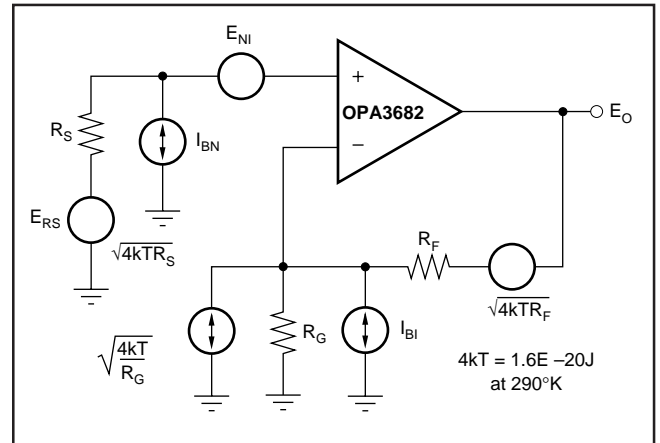 E_NI
OPA3682
+
−
E_O
R_S
I_BN
E_RS
√4kTR_S
R_F
√4kTR_F
√4kT/R_G
R_G
I_BI
4kT = 1.6E –20J
at 290°K